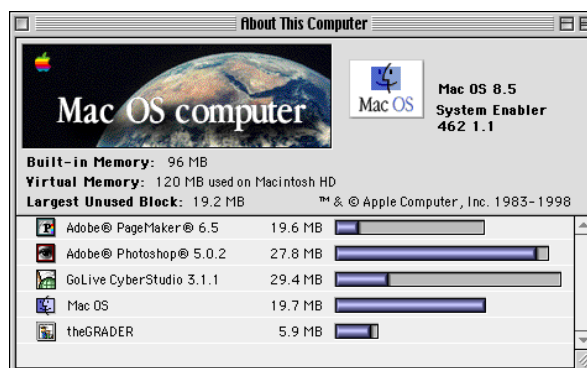 About This Computer
Mac OS computer
Mac OS
Mac OS 8.5
System Enabler
462 1.1
Built-in Memory: 96 MB
Virtual Memory: 120 MB used on Macintosh HD
Largest Unused Block: 19.2 MB ™ & © Apple Computer, Inc. 1983-1998
Adobe® PageMaker® 6.5 19.6 MB
Adobe® Photoshop® 5.0.2 27.8 MB
GoLive CyberStudio 3.1.1 29.4 MB
Mac OS 19.7 MB
theGRADER 5.9 MB